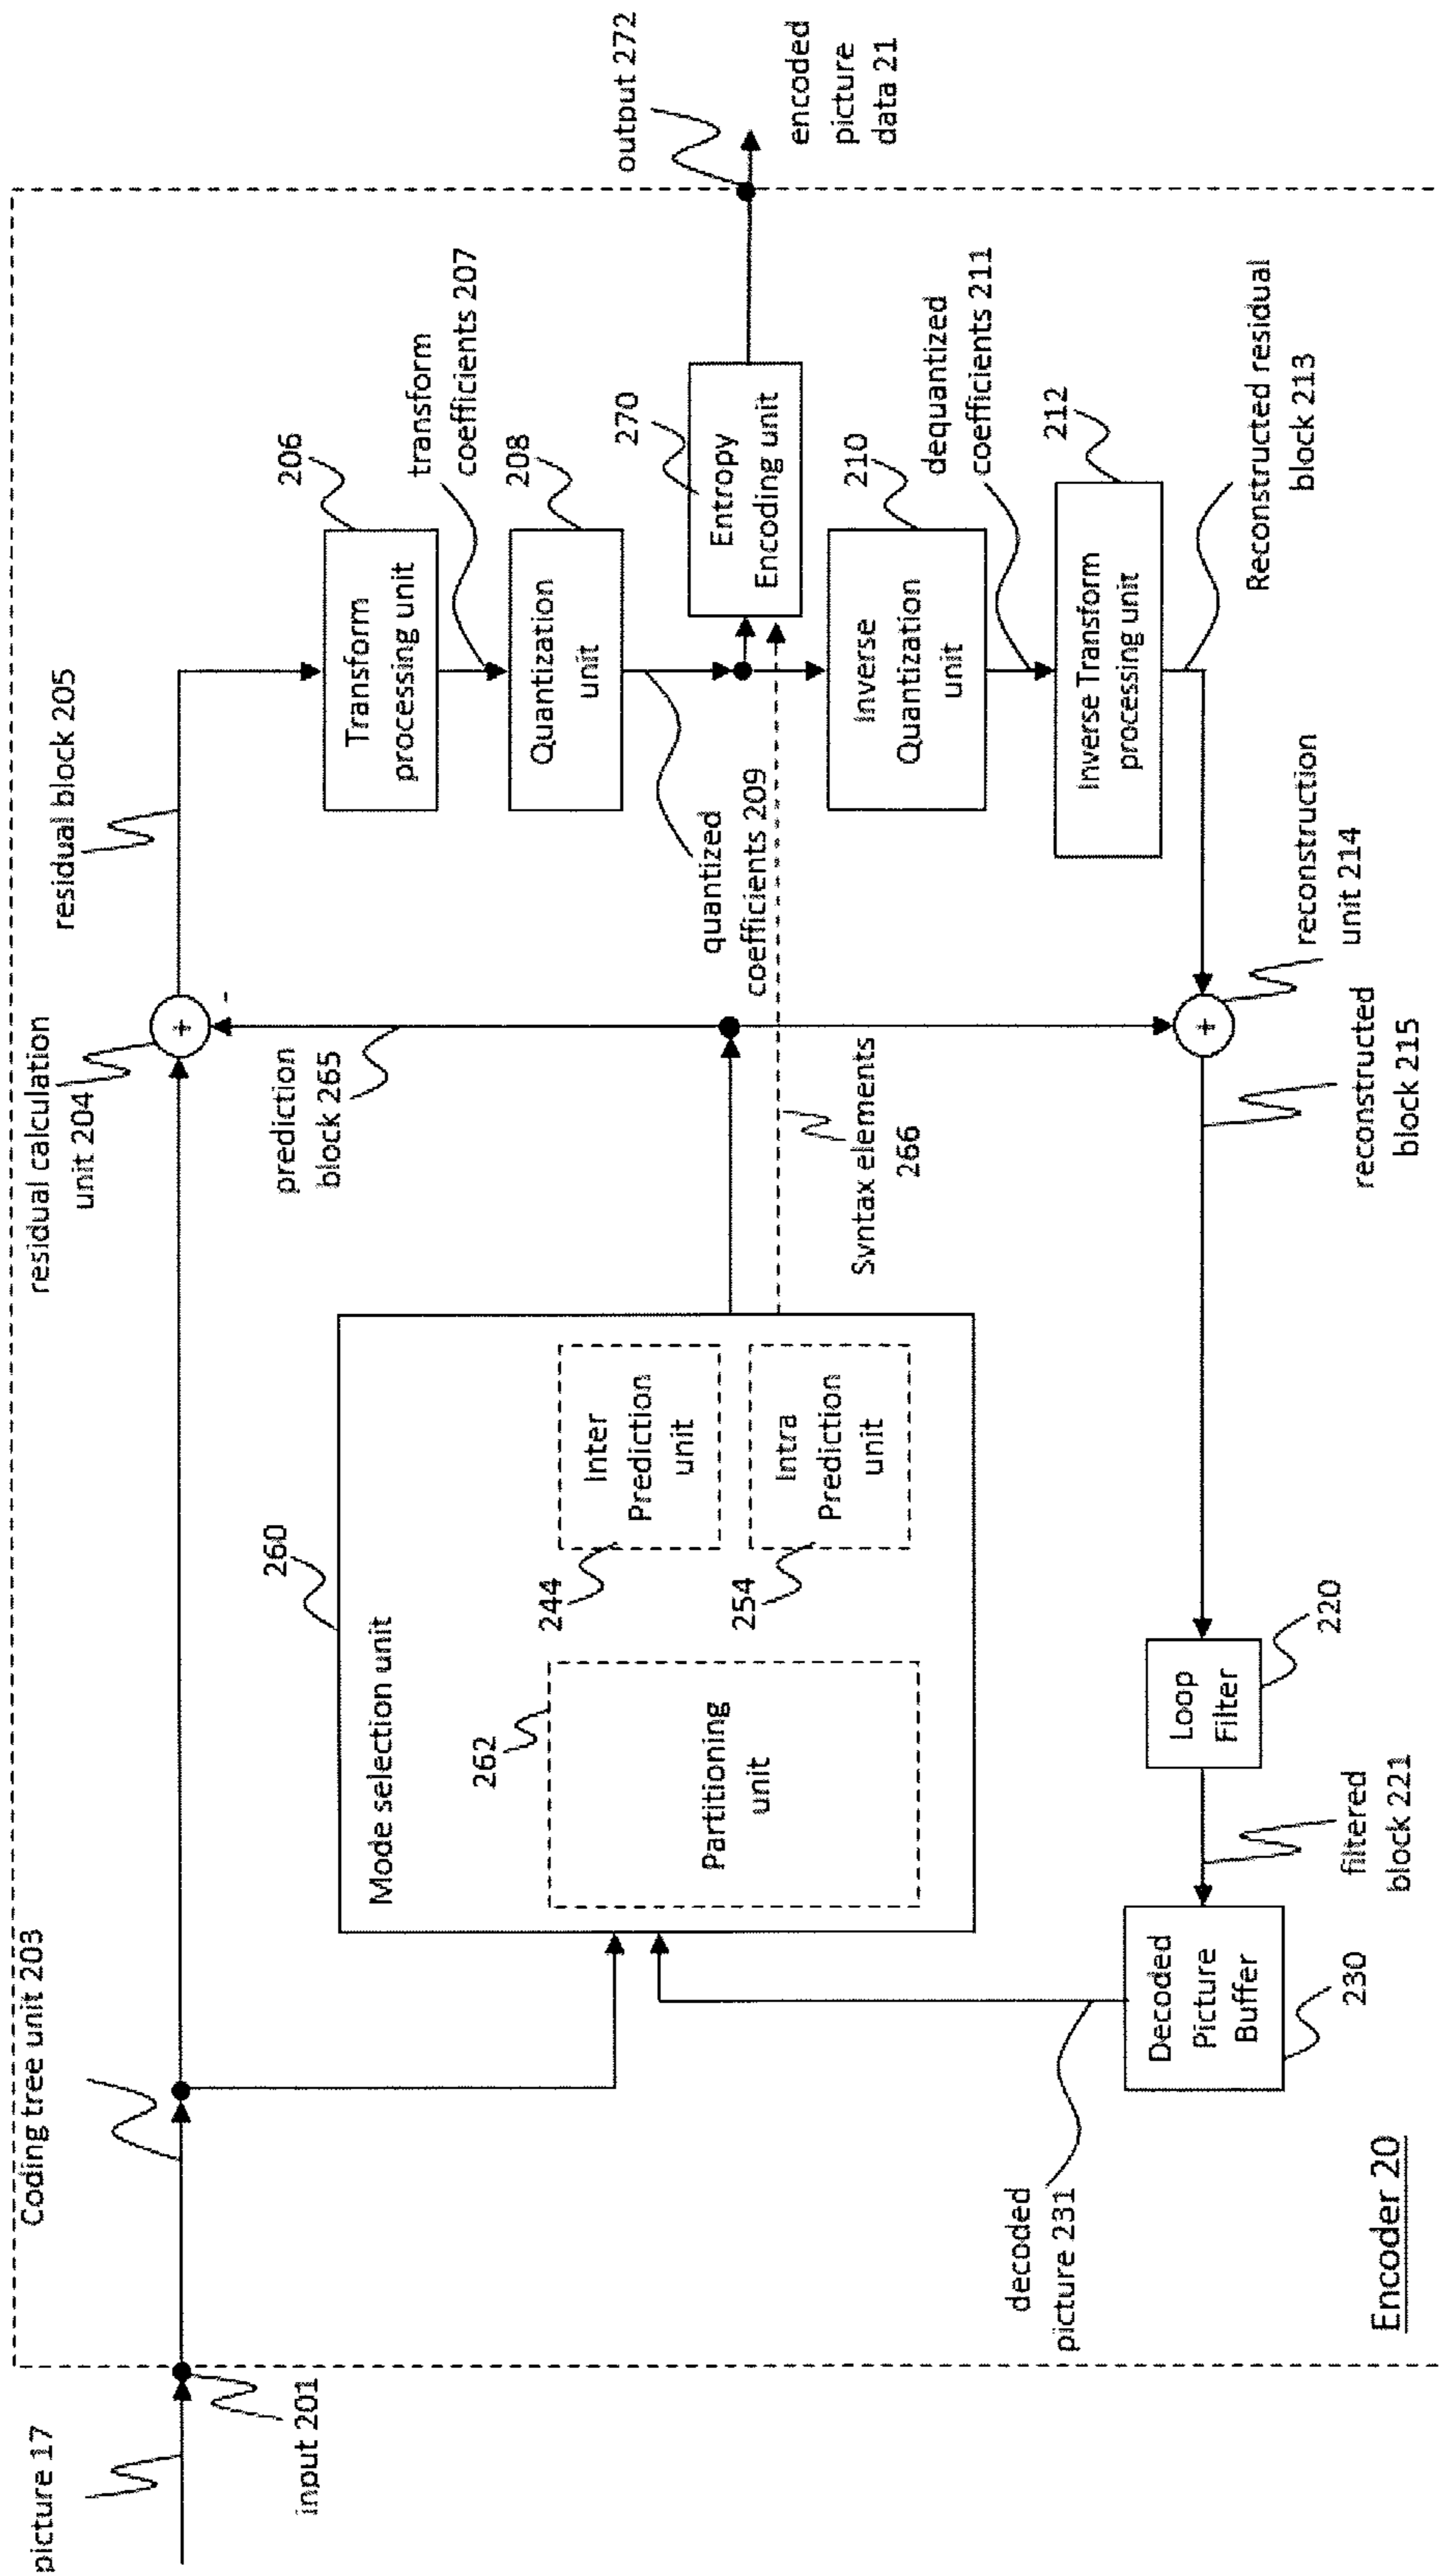 picture 17
input 201
Coding tree unit 203
residual calculation
unit 204
residual block 205
prediction
block 265
Mode selection unit
260
262
Partitioning
unit
244
Inter
Prediction
unit
254
Intra
Prediction
unit
Svntax elements
266
+
-
206
Transform
processing unit
transform
coefficients 207
208
Quantization
unit
quantized
coefficients 209
270
Entropy
Encoding unit
output 272
encoded
picture
data 21
210
Inverse
Quantization
unit
dequantized
coefficients 211
212
Inverse Transform
processing unit
Reconstructed residual
block 213
+
reconstruction
unit 214
reconstructed
block 215
Loop
Filter
220
filtered
block 221
Decoded
Picture
Buffer
230
decoded
picture 231
Encoder 20